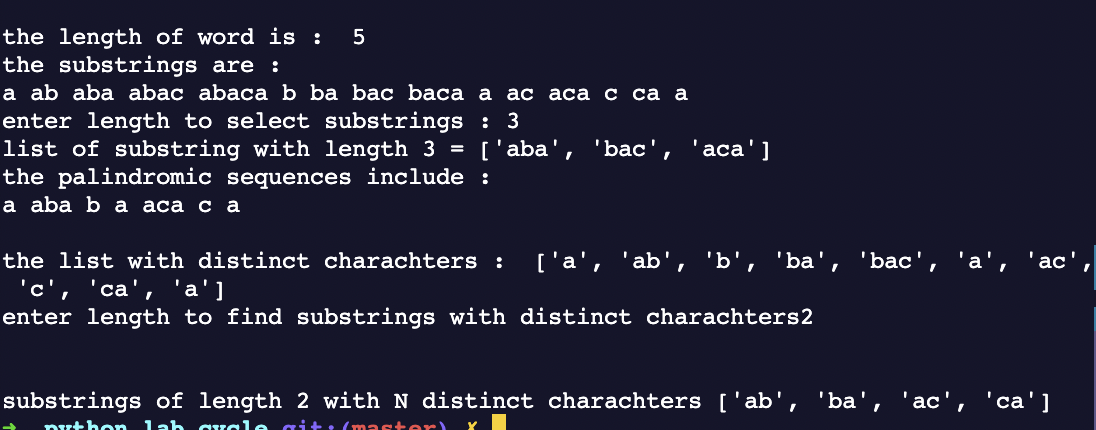 the length of word is :  5
the substrings are :
a ab aba abac abaca b ba bac baca a ac aca c ca a
enter length to select substrings : 3
list of substring with length 3 = ['aba', 'bac', 'aca']
the palindromic sequences include :
a aba b a aca c a
the list with distinct charachters :  ['a', 'ab', 'b', 'ba', 'bac', 'a', 'ac',
 'c', 'ca', 'a']
enter length to find substrings with distinct charachters2
substrings of length 2 with N distinct charachters ['ab', 'ba', 'ac', 'ca']
→  python lab cycle git:(master) ✗